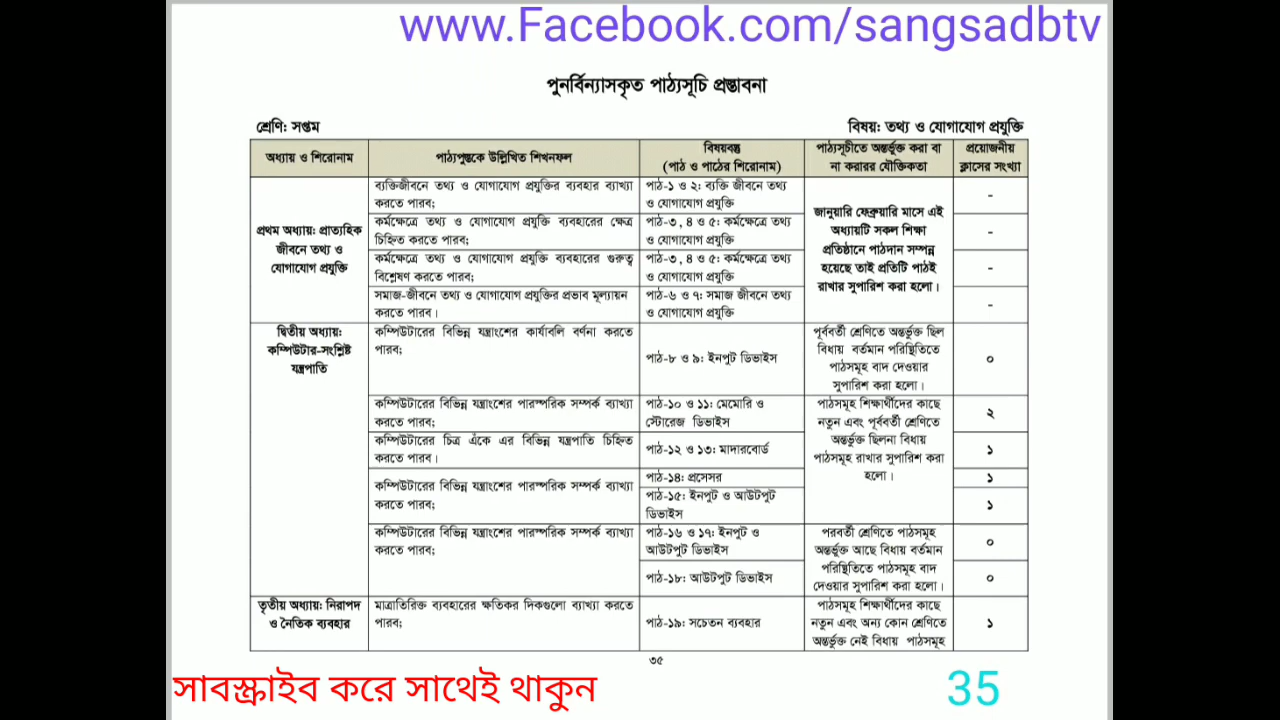 www.Facebook.com/sangsadbtv
পুনর্বিন্যাসকৃত পাঠ্যসূচি প্রস্তাবনা
শ্রেণি: সপ্তম
বিষয়: তথ্য ও যোগাযোগ প্রযুক্তি
অধ্যায় ও শিরোনাম
পাঠ্যপুস্তকে উল্লিখিত শিখনফল
বিষয়বস্তু
(পাঠ ও পাঠের শিরোনাম)
পাঠ্যসূচীতে অন্তর্ভুক্ত করা বা
না করারর যৌক্তিকতা
প্রয়োজনীয়
ক্লাসের সংখ্যা
প্রথম অধ্যায়: প্রাত্যহিক
জীবনে তথ্য ও
যোগাযোগ প্রযুক্তি
ব্যক্তিজীবনে তথ্য ও যোগাযোগ প্রযুক্তির ব্যবহার ব্যাখ্যা
করতে পারব;
পাঠ-১ ও ২: ব্যক্তি জীবনে তথ্য
ও যোগাযোগ প্রযুক্তি
জানুয়ারি ফেব্রুয়ারি মাসে এই
অধ্যায়টি সকল শিক্ষা
প্রতিষ্ঠানে পাঠদান সম্পন্ন
হয়েছে তাই প্রতিটি পাঠই
রাখার সুপারিশ করা হলো।
-
কর্মক্ষেত্রে তথ্য ও যোগাযোগ প্রযুক্তি ব্যবহারের ক্ষেত্র
চিহ্নিত করতে পারব;
পাঠ-৩, ৪ ও ৫: কর্মক্ষেত্রে তথ্য
ও যোগাযোগ প্রযুক্তি
-
কর্মক্ষেত্রে তথ্য ও যোগাযোগ প্রযুক্তি ব্যবহারের গুরুত্ব
বিশ্লেষণ করতে পারব;
পাঠ-৩, ৪ ও ৫: কর্মক্ষেত্রে তথ্য
ও যোগাযোগ প্রযুক্তি
-
সমাজ-জীবনে তথ্য ও যোগাযোগ প্রযুক্তির প্রভাব মূল্যায়ন
করতে পারব।
পাঠ-৬ ও ৭: সমাজ জীবনে তথ্য
ও যোগাযোগ প্রযুক্তি
-
দ্বিতীয় অধ্যায়:
কম্পিউটার-সংশ্লিষ্ট
যন্ত্রপাতি
কম্পিউটারের বিভিন্ন যন্ত্রাংশের কার্যাবলি বর্ণনা করতে
পারব;
পাঠ-৮ ও ৯: ইনপুট ডিভাইস
পূর্ববর্তী শ্রেণিতে অন্তর্ভুক্ত ছিল
বিধায় বর্তমান পরিস্থিতিতে
পাঠসমূহ বাদ দেওয়ার
সুপারিশ করা হলো।
০
কম্পিউটারের বিভিন্ন যন্ত্রাংশের পারস্পরিক সম্পর্ক ব্যাখ্যা
করতে পারব;
পাঠ-১০ ও ১১: মেমোরি ও
স্টোরেজ ডিভাইস
পাঠসমূহ শিক্ষার্থীদের কাছে
নতুন এবং পূর্ববর্তী শ্রেণিতে
অন্তর্ভুক্ত ছিলনা বিধায়
পাঠসমূহ রাখার সুপারিশ করা
হলো।
২
কম্পিউটারের চিত্র এঁকে এর বিভিন্ন যন্ত্রপাতি চিহ্নিত
করতে পারব।
পাঠ-১২ ও ১৩: মাদারবোর্ড
১
কম্পিউটারের বিভিন্ন যন্ত্রাংশের পারস্পরিক সম্পর্ক ব্যাখ্যা
করতে পারব;
পাঠ-১৪: প্রসেসর
১
পাঠ-১৫: ইনপুট ও আউটপুট
ডিভাইস
১
কম্পিউটারের বিভিন্ন যন্ত্রাংশের পারস্পরিক সম্পর্ক ব্যাখ্যা
করতে পারব;
পাঠ-১৬ ও ১৭: ইনপুট ও
আউটপুট ডিভাইস
পরবর্তী শ্রেণিতে পাঠসমূহ
অন্তর্ভুক্ত আছে বিধায় বর্তমান
পরিস্থিতিতে পাঠসমূহ বাদ
দেওয়ার সুপারিশ করা হলো।
০
পাঠ-১৮: আউটপুট ডিভাইস
০
তৃতীয় অধ্যায়: নিরাপদ
ও নৈতিক ব্যবহার
মাত্রাতিরিক্ত ব্যবহারের ক্ষতিকর দিকগুলো ব্যাখ্যা করতে
পারব;
পাঠ-১৯: সচেতন ব্যবহার
পাঠসমূহ শিক্ষার্থীদের কাছে
নতুন এবং অন্য কোন শ্রেণিতে
অন্তর্ভুক্ত নেই বিধায় পাঠসমূহ
১
৩৫
সাবস্ক্রাইব করে সাথেই থাকুন
35